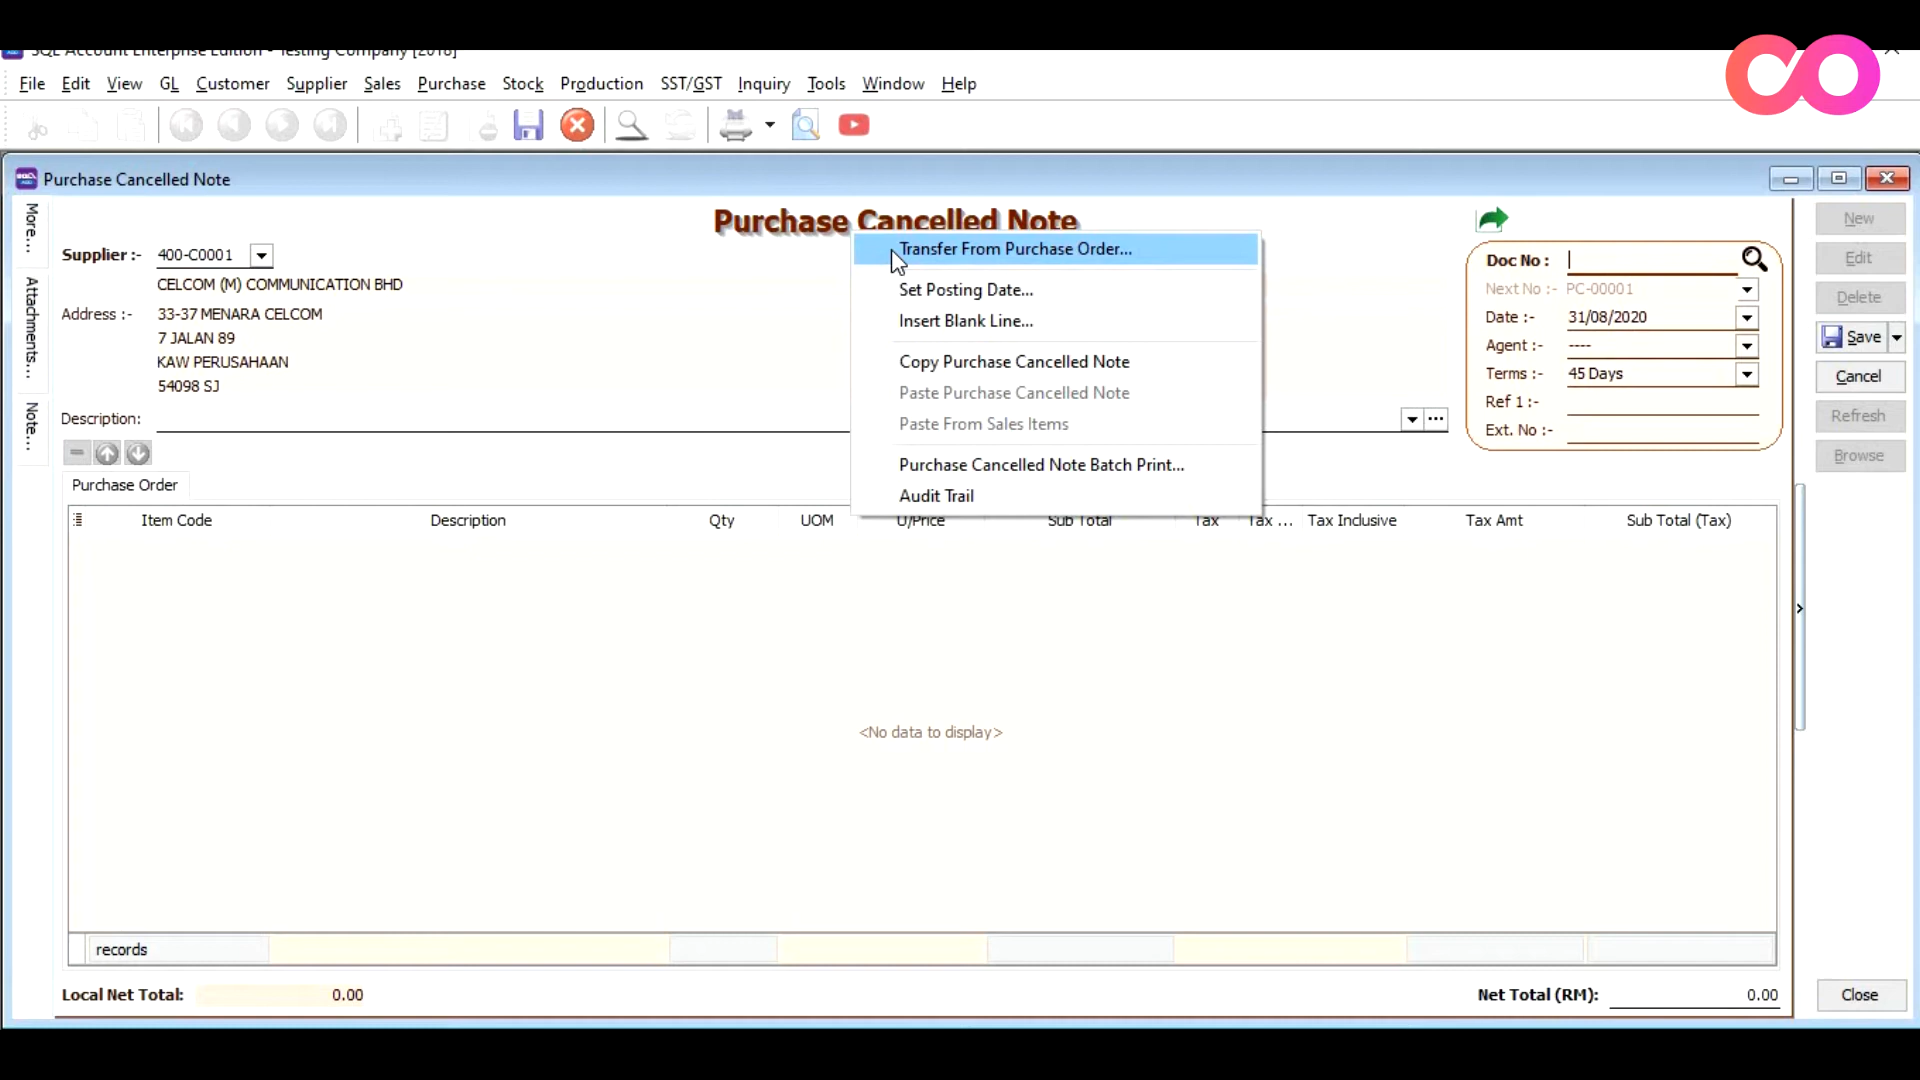 SQL Account Enterprise Edition - Testing Company [2018]
File Edit View GL Customer Supplier Sales Purchase Stock Production SST/GST Inquiry Tools Window Help
Purchase Cancelled Note
Purchase Cancelled Note
More...
Attachments...
Note...
Supplier :- 400-C0001
CELCOM (M) COMMUNICATION BHD
Address :- 33-37 MENARA CELCOM
7 JALAN 89
KAW PERUSAHAAN
54098 SJ
Description:
Transfer From Purchase Order...
Set Posting Date...
Insert Blank Line...
Copy Purchase Cancelled Note
Paste Purchase Cancelled Note
Paste From Sales Items
Purchase Cancelled Note Batch Print...
Audit Trail
Doc No :
Next No :- PC-00001
Date :- 31/08/2020
Agent :- ----
Terms :- 45 Days
Ref 1 :-
Ext. No :-
New
Edit
Delete
Save
Cancel
Refresh
Browse
Purchase Order
Item Code Description Qty UOM U/Price Sub Total Tax Tax ... Tax Inclusive Tax Amt Sub Total (Tax)
<No data to display>
records
Local Net Total: 0.00
Net Total (RM): 0.00
Close